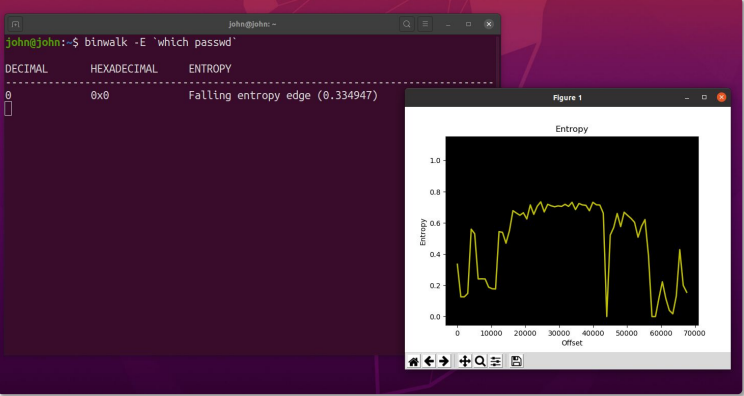 john@john: ~
john@john:~$ binwalk -E `which passwd`
DECIMAL HEXADECIMAL ENTROPY
--------------------------------------------------------------------------------
0 0x0 Falling entropy edge (0.334947)
Figure 1
Entropy
1.0
0.8
0.6
0.4
0.2
0.0
Entropy
0 10000 20000 30000 40000 50000 60000 70000
Offset